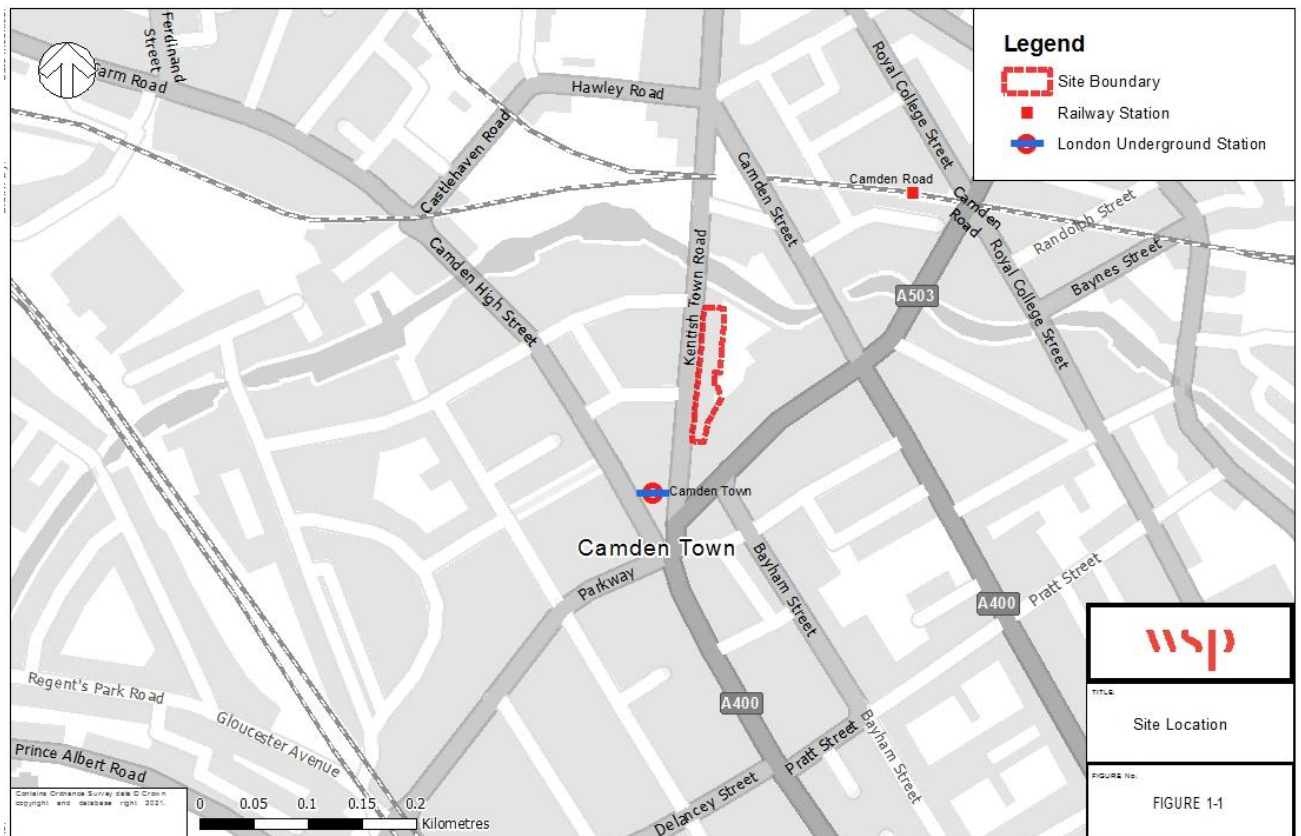 Legend
Site Boundary
Railway Station
London Underground Station
Ferdinand
Street
Farm Road
Hawley Road
Royal College Street
Castlehaven Road
Camden Street
Camden Road
Camden
Road
Randolph Street
Royal College Street
Baynes Street
Camden High Street
Kentish Town Road
A503
Camden Town
Camden Town
Parkway
Bayham Street
Pratt Street
A400
A400
Regent's Park Road
Gloucester Avenue
Prince Albert Road
Pratt Street
Bayham Street
Delancey Street
wsp
TITLE:
Site Location
FIGURE No:
FIGURE 1-1
Contains Ordnance Survey data © Crown
copyright and database right 2021.
0 0.05 0.1 0.15 0.2
Kilometres